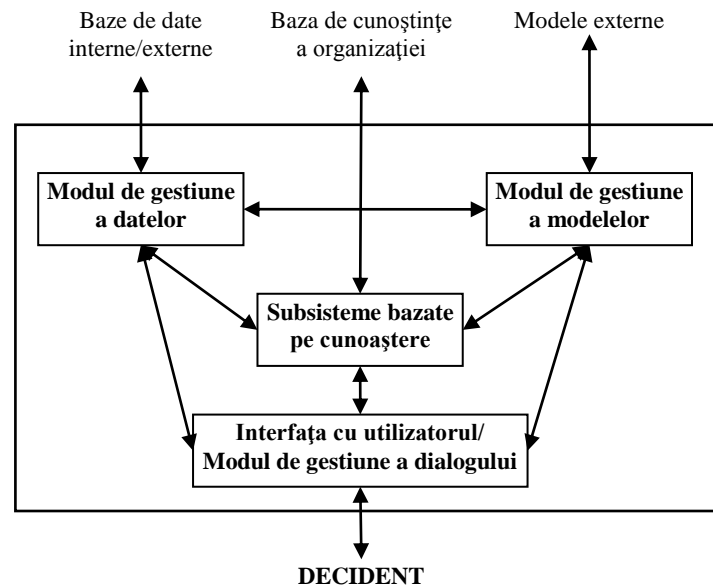 Baze de date
interne/externe
Baza de cunoştinţe
a organizaţiei
Modele externe
Modul de gestiune
a datelor
Modul de gestiune
a modelelor
Subsisteme bazate
pe cunoaştere
Interfaţa cu utilizatorul/
Modul de gestiune a dialogului
DECIDENT